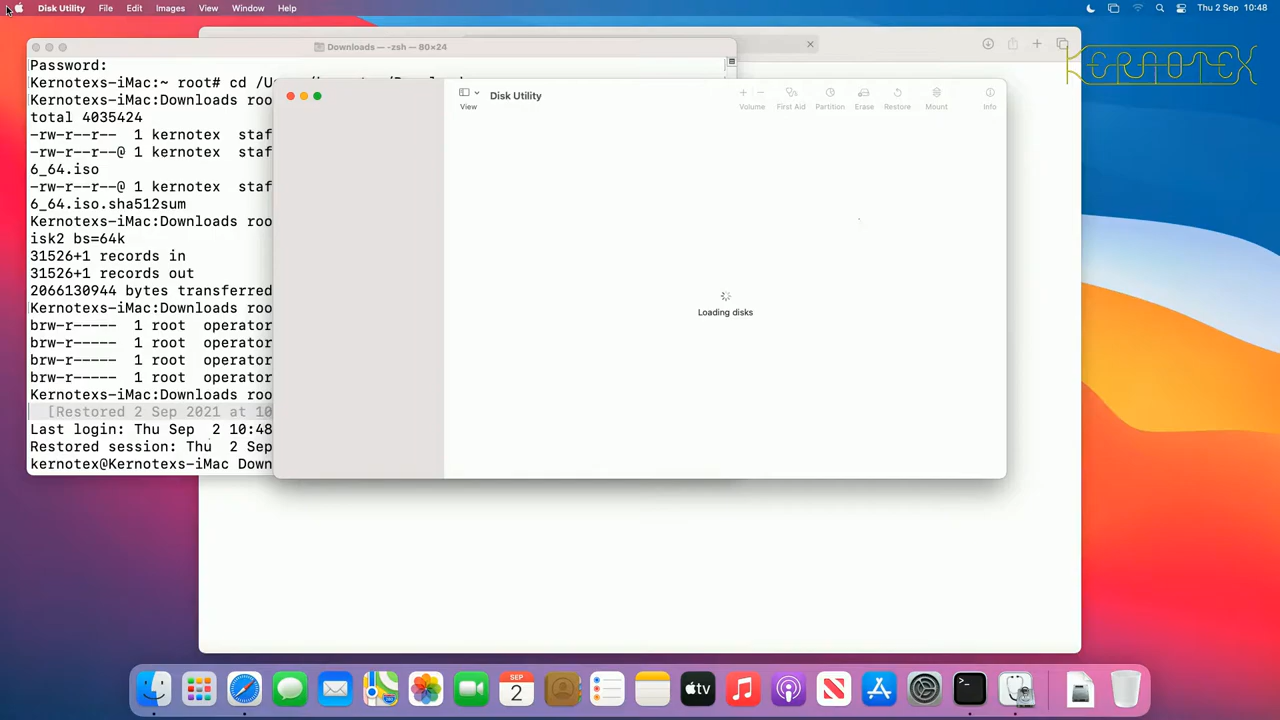 Disk Utility File Edit Images View Window Help Thu 2 Sep 10:48
KERNOTEX
Downloads — -zsh — 80×24
Password:
Kernotexs-iMac:~ root# cd
Kernotexs-iMac:Downloads roo
total 4035424
-rw-r--r-- 1 kernotex staf
-rw-r--r--@ 1 kernotex staf
6_64.iso
-rw-r--r--@ 1 kernotex staf
6_64.iso.sha512sum
Kernotexs-iMac:Downloads roo
isk2 bs=64k
31526+1 records in
31526+1 records out
2066130944 bytes transferred
Kernotexs-iMac:Downloads roo
brw-r----- 1 root operator
brw-r----- 1 root operator
brw-r----- 1 root operator
brw-r----- 1 root operator
Kernotexs-iMac:Downloads roo
[Restored 2 Sep 2021 at 10
Last login: Thu Sep 2 10:48
Restored session: Thu 2 Sep
kernotex@Kernotexs-iMac Down
View
Disk Utility
Volume First Aid Partition Erase Restore Mount Info
Loading disks
SEP
2
tv